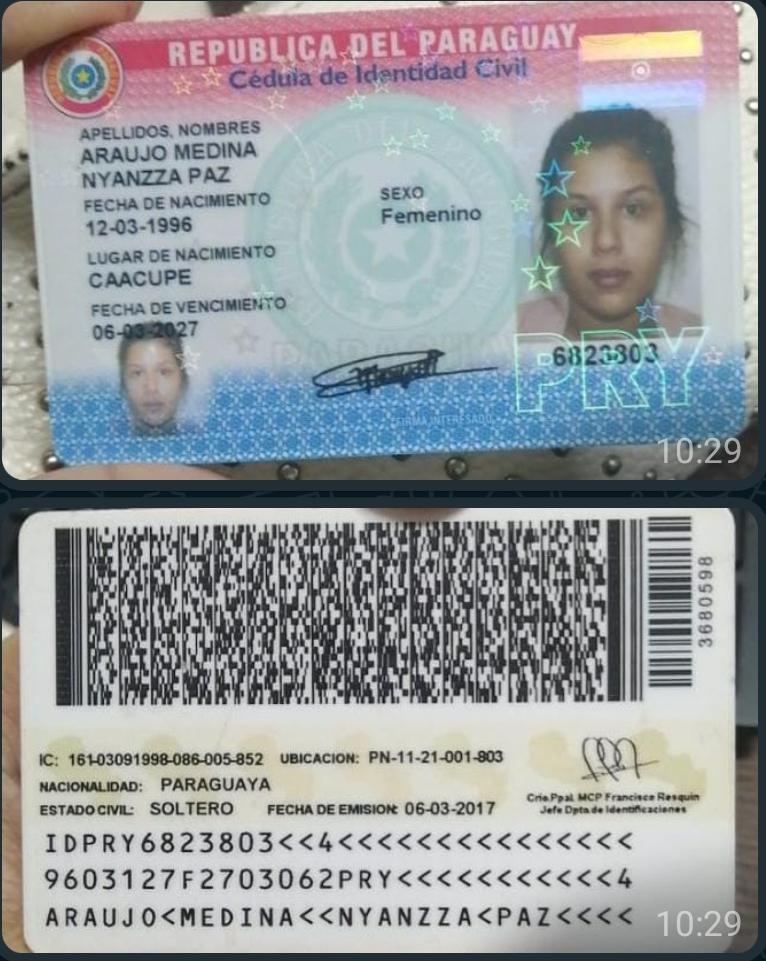 REPUBLICA DEL PARAGUAY
Cédula de Identidad Civil
APELLIDOS, NOMBRES
ARAUJO MEDINA
NYANZZA PAZ
FECHA DE NACIMIENTO
12-03-1996
LUGAR DE NACIMIENTO
CAACUPE
FECHA DE VENCIMIENTO
06-03-2027
SEXO
Femenino
6823803
PRY
FIRMA INTERESADO
10:29
3680598
IC: 161-03091998-086-005-852 UBICACION: PN-11-21-001-803
NACIONALIDAD: PARAGUAYA
ESTADO CIVIL: SOLTERO FECHA DE EMISION: 06-03-2017
Crio.Ppal. MCP Francisco Resquin
Jefe Dpto.de Identificaciones
IDPRY6823803<<4<<<<<<<<<<<<<<<
9603127F2703062PRY<<<<<<<<<<<4
ARAUJO<MEDINA<<NYANZZA<PAZ<<<<
10:29